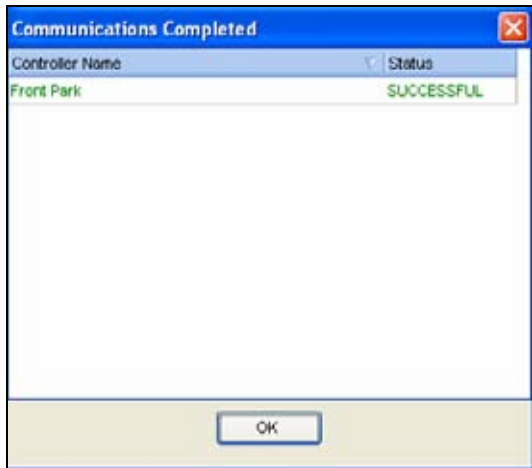 Communications Completed
Controller Name Status
Front Park SUCCESSFUL
OK